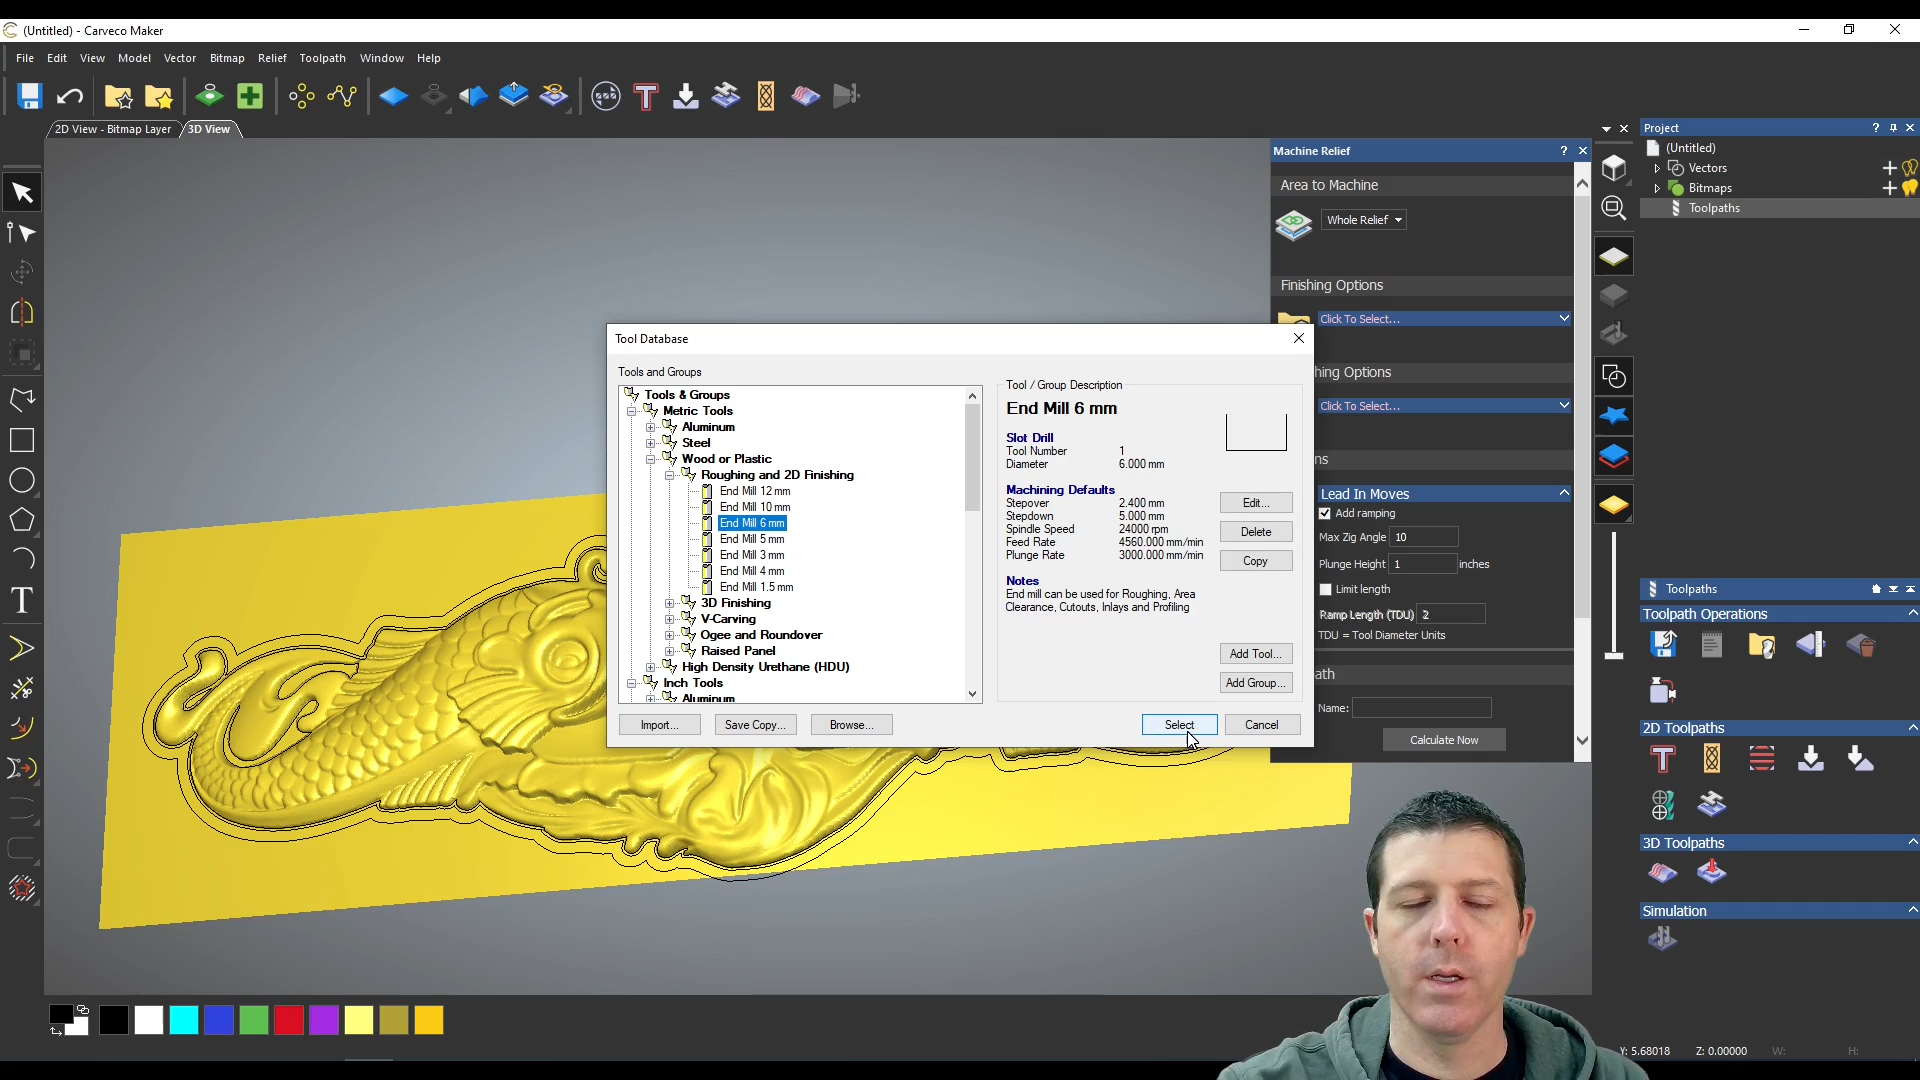 (Untitled) - Carveco Maker
File Edit View Model Vector Bitmap Relief Toolpath Window Help
2D View - Bitmap Layer 3D View
Machine Relief
Area to Machine
Whole Relief
Finishing Options
Click To Select...
hing Options
Click To Select...
ns
Lead In Moves
Add ramping
Max Zig Angle 10
Plunge Height 1 inches
Limit length
Ramp Length (TDU) 2
TDU = Tool Diameter Units
ath
Name:
Calculate Now
Tool Database
Tools and Groups
Tools & Groups
Metric Tools
Aluminum
Steel
Wood or Plastic
Roughing and 2D Finishing
End Mill 12 mm
End Mill 10 mm
End Mill 6 mm
End Mill 5 mm
End Mill 3 mm
End Mill 4 mm
End Mill 1.5 mm
3D Finishing
V-Carving
Ogee and Roundover
Raised Panel
High Density Urethane (HDU)
Inch Tools
Aluminum
Tool / Group Description
End Mill 6 mm
Slot Drill
Tool Number 1
Diameter 6.000 mm
Machining Defaults
Stepover 2.400 mm
Stepdown 5.000 mm
Spindle Speed 24000 rpm
Feed Rate 4560.000 mm/min
Plunge Rate 3000.000 mm/min
Notes
End mill can be used for Roughing, Area
Clearance, Cutouts, Inlays and Profiling
Edit...
Delete
Copy
Add Tool...
Add Group...
Import... Save Copy... Browse... Select Cancel
Project
(Untitled)
Vectors
Bitmaps
Toolpaths
Toolpaths
Toolpath Operations
2D Toolpaths
3D Toolpaths
Simulation
Y: 5.68018 Z: 0.00000 W: H: